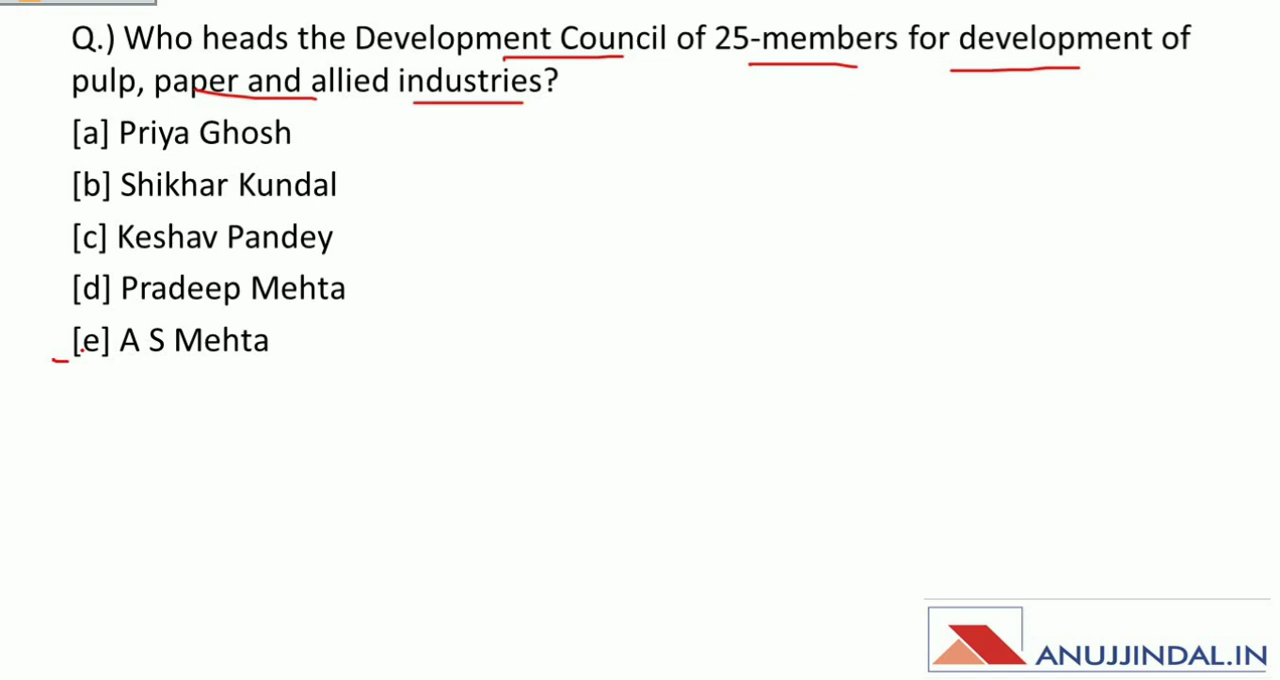 Q.) Who heads the Development Council of 25-members for development of
pulp, paper and allied industries?
[a] Priya Ghosh
[b] Shikhar Kundal
[c] Keshav Pandey
[d] Pradeep Mehta
[e] A S Mehta
ANUJJINDAL.IN